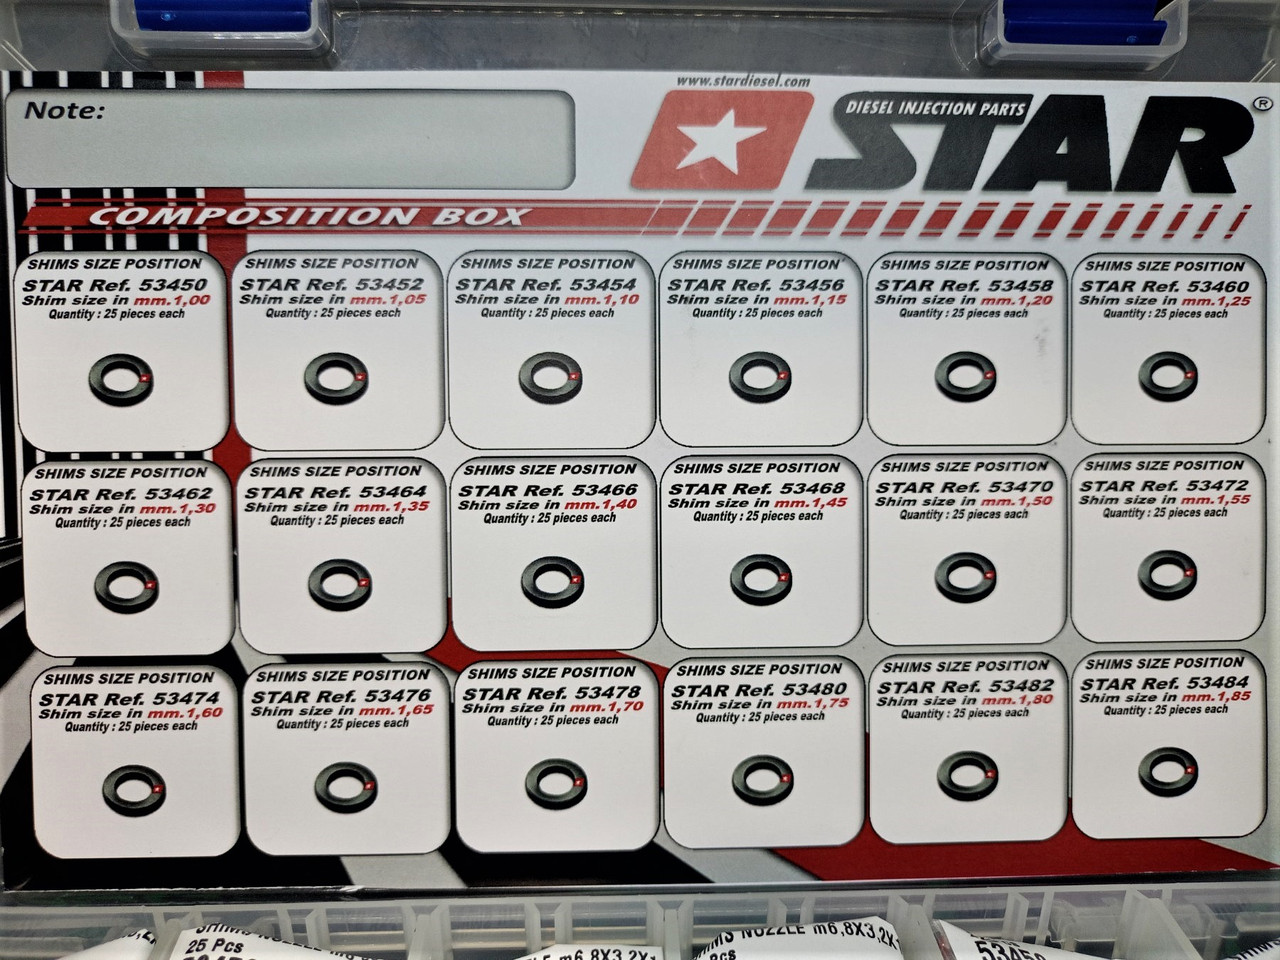 www.stardiesel.com
Note:
DIESEL INJECTION PARTS
STAR®
COMPOSITION BOX
SHIMS SIZE POSITION
STAR Ref. 53450
Shim size in mm.1,00
Quantity : 25 pieces each
SHIMS SIZE POSITION
STAR Ref. 53452
Shim size in mm.1,05
Quantity : 25 pieces each
SHIMS SIZE POSITION
STAR Ref. 53454
Shim size in mm.1,10
Quantity : 25 pieces each
SHIMS SIZE POSITION
STAR Ref. 53456
Shim size in mm.1,15
Quantity : 25 pieces each
SHIMS SIZE POSITION
STAR Ref. 53458
Shim size in mm.1,20
Quantity : 25 pieces each
SHIMS SIZE POSITION
STAR Ref. 53460
Shim size in mm.1,25
Quantity : 25 pieces each
SHIMS SIZE POSITION
STAR Ref. 53462
Shim size in mm.1,30
Quantity : 25 pieces each
SHIMS SIZE POSITION
STAR Ref. 53464
Shim size in mm.1,35
Quantity : 25 pieces each
SHIMS SIZE POSITION
STAR Ref. 53466
Shim size in mm.1,40
Quantity : 25 pieces each
SHIMS SIZE POSITION
STAR Ref. 53468
Shim size in mm.1,45
Quantity : 25 pieces each
SHIMS SIZE POSITION
STAR Ref. 53470
Shim size in mm.1,50
Quantity : 25 pieces each
SHIMS SIZE POSITION
STAR Ref. 53472
Shim size in mm.1,55
Quantity : 25 pieces each
SHIMS SIZE POSITION
STAR Ref. 53474
Shim size in mm.1,60
Quantity : 25 pieces each
SHIMS SIZE POSITION
STAR Ref. 53476
Shim size in mm.1,65
Quantity : 25 pieces each
SHIMS SIZE POSITION
STAR Ref. 53478
Shim size in mm.1,70
Quantity : 25 pieces each
SHIMS SIZE POSITION
STAR Ref. 53480
Shim size in mm.1,75
Quantity : 25 pieces each
SHIMS SIZE POSITION
STAR Ref. 53482
Shim size in mm.1,80
Quantity : 25 pieces each
SHIMS SIZE POSITION
STAR Ref. 53484
Shim size in mm.1,85
Quantity : 25 pieces each
25 Pcs
NOZZLE m6,8X3,2X
m6,8X3,2X